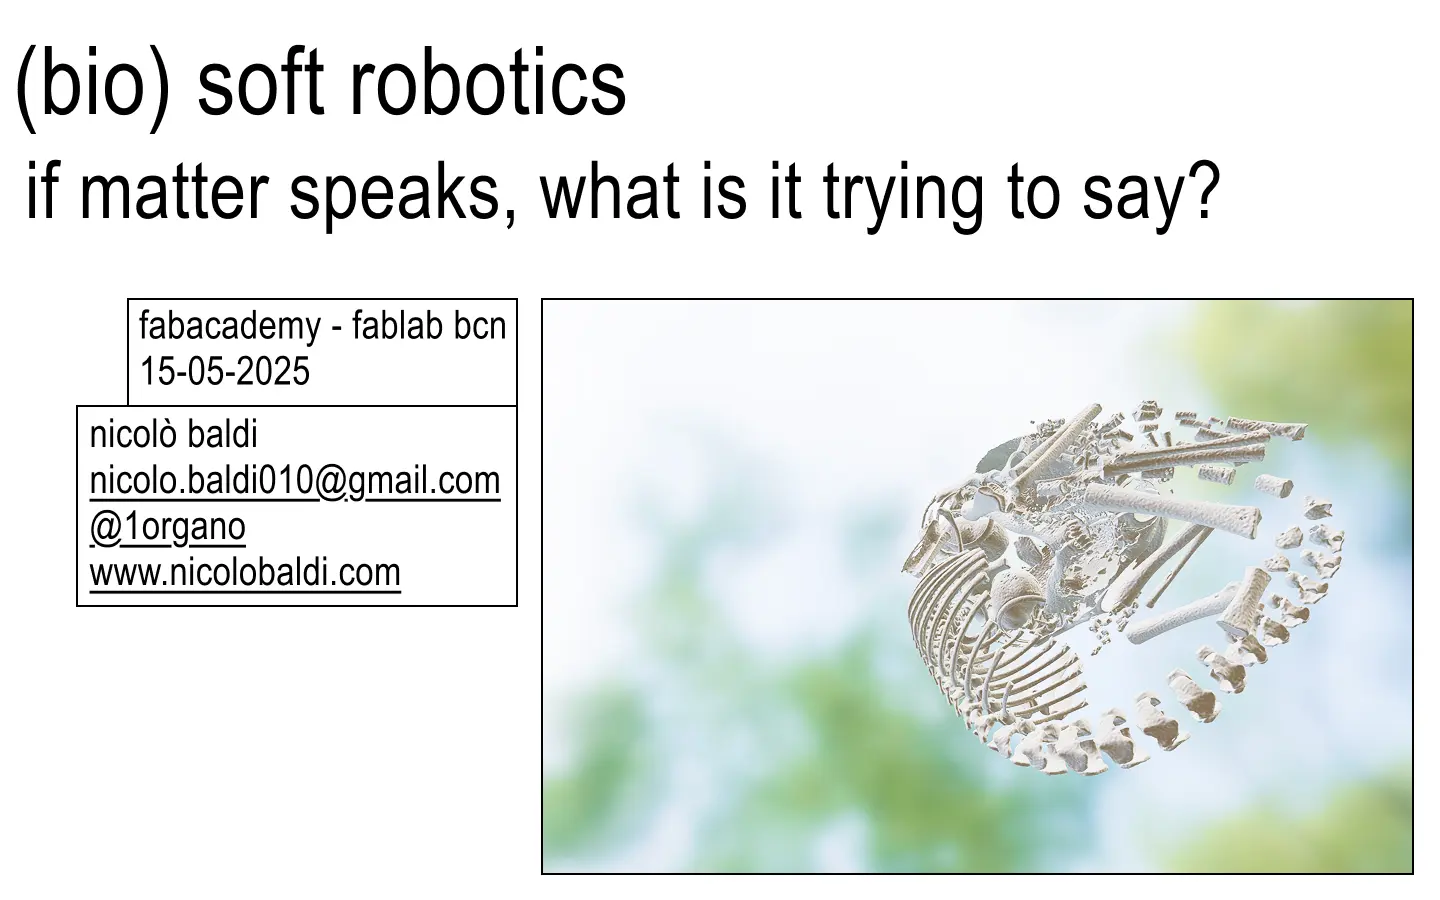 (bio) soft robotics
if matter speaks, what is it trying to say?
fabacademy - fablab bcn
15-05-2025
nicolò baldi
nicolo.baldi010@gmail.com
@1organo
www.nicolobaldi.com